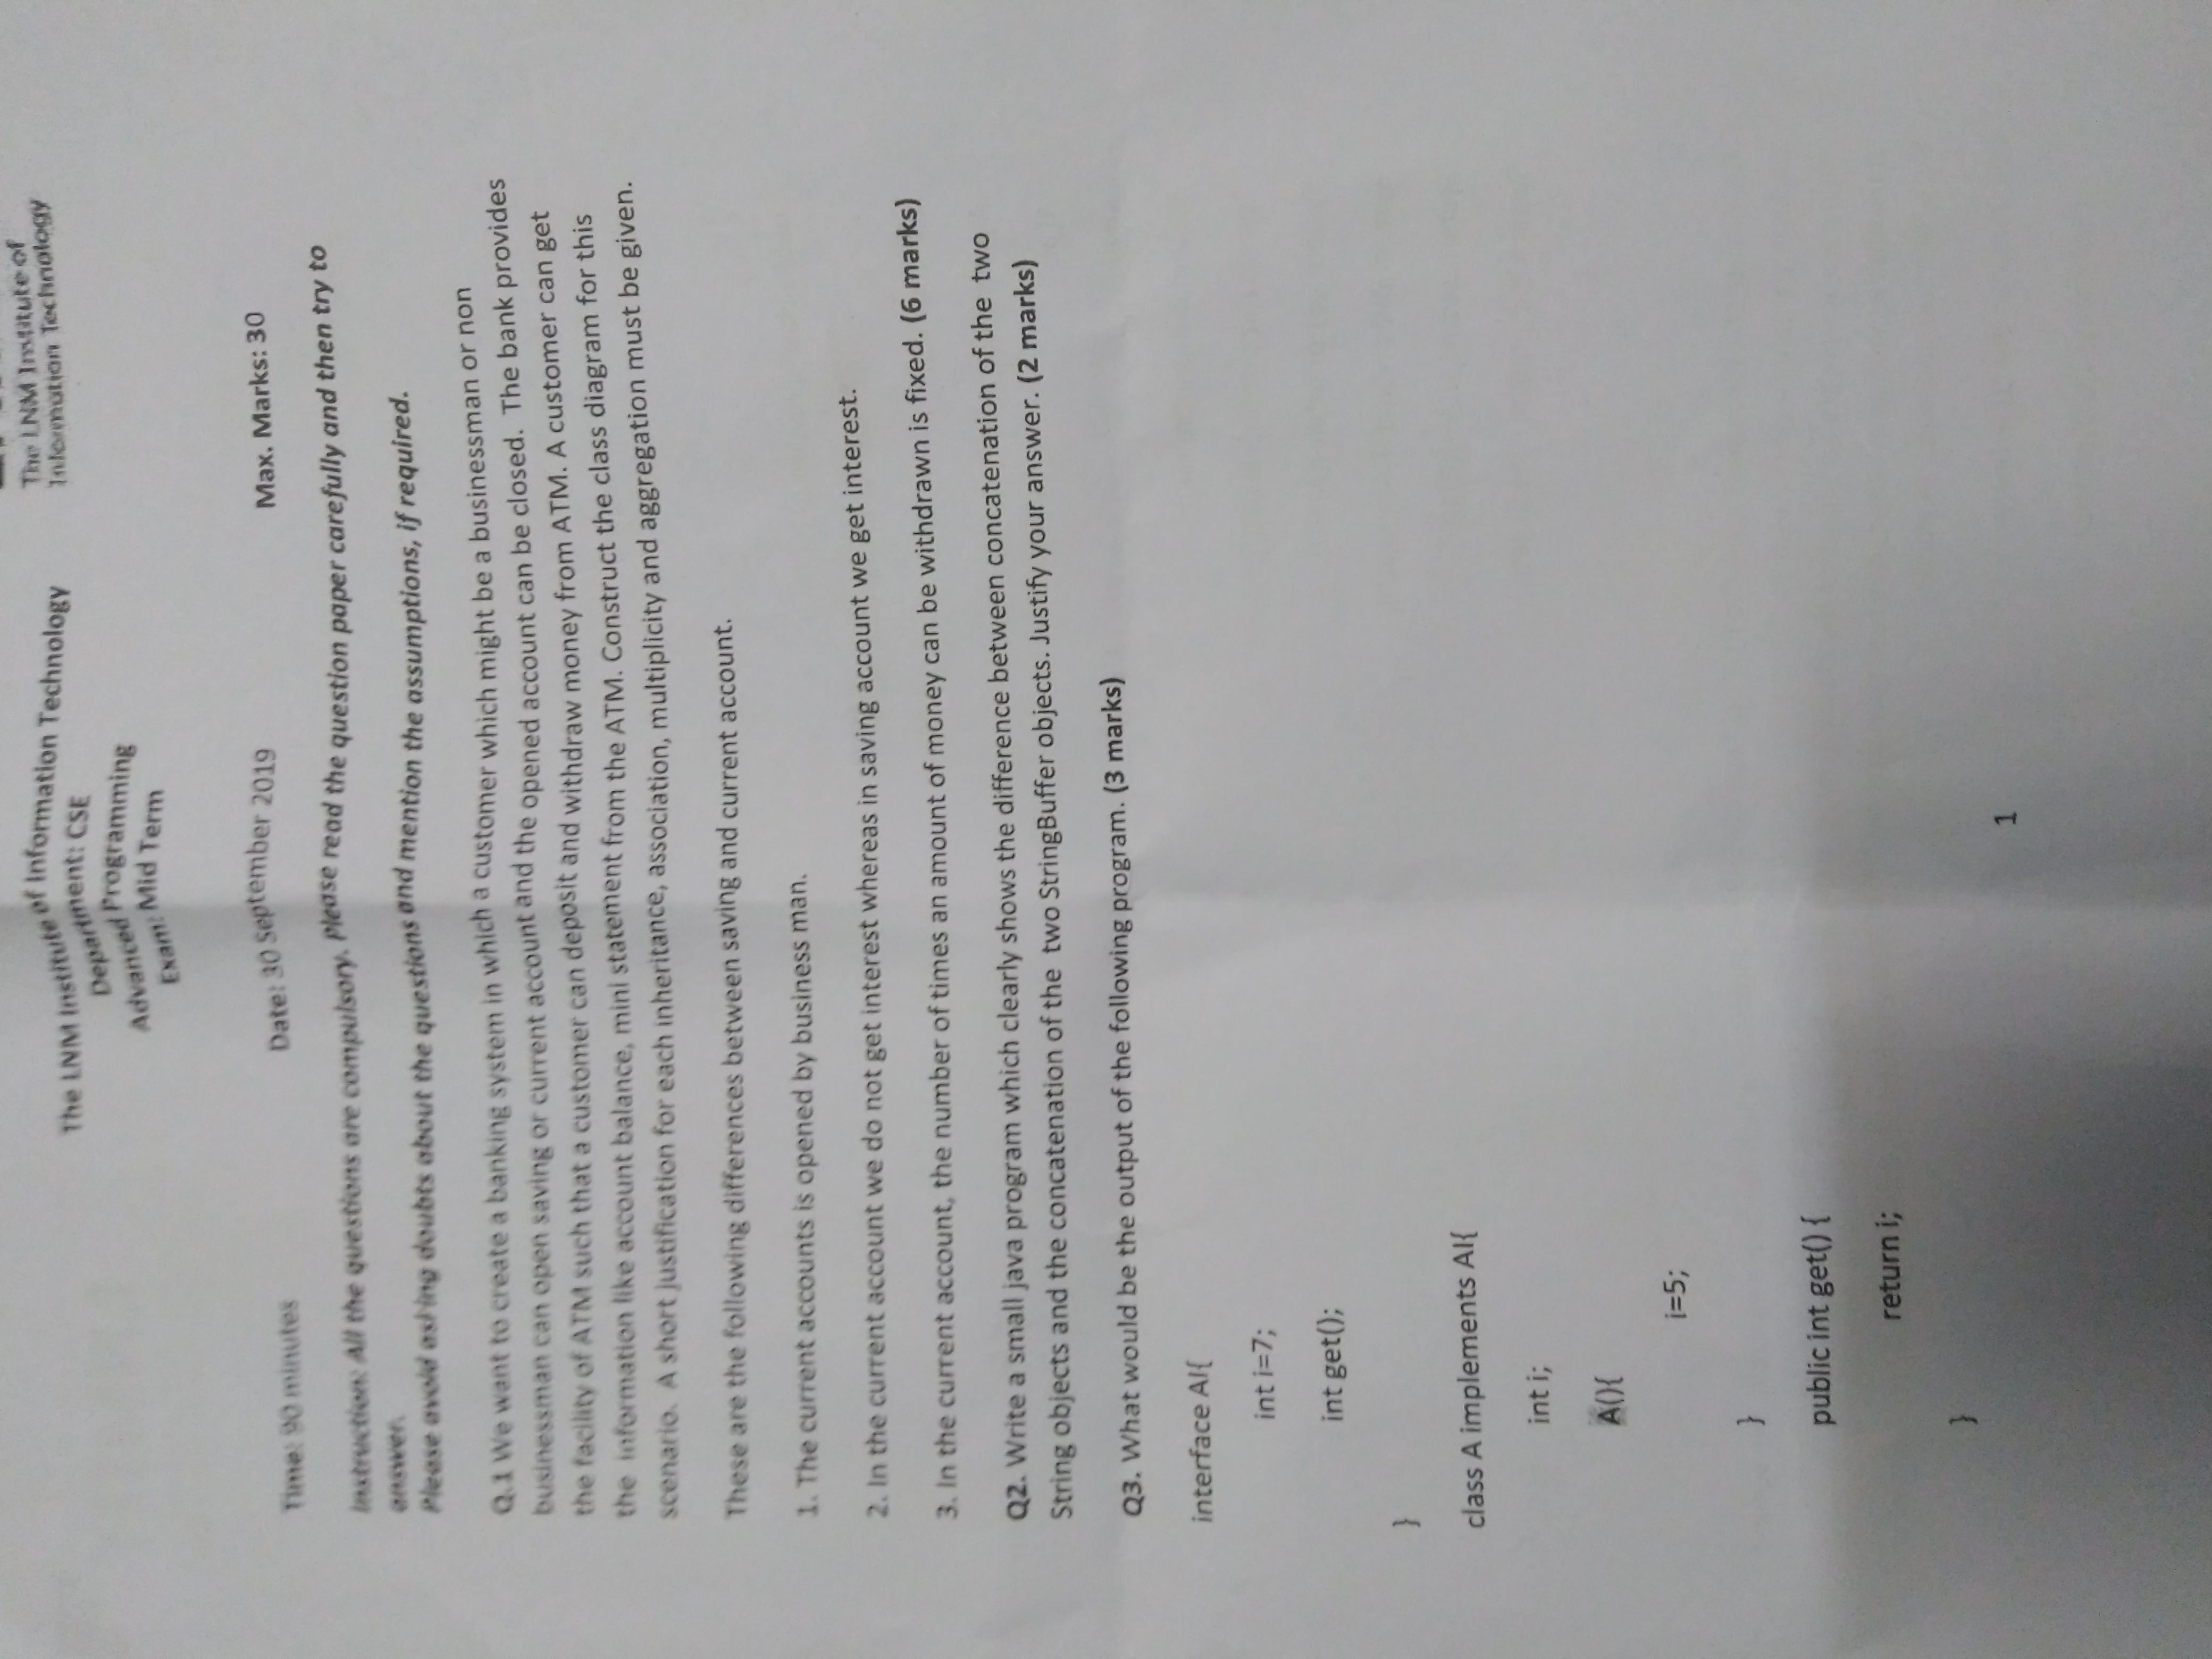 The LNM Institute of
Information Technology
The LNM Institute of Information Technology
Department: CSE
Advanced Programming
Exam: Mid Term
Time: 90 minutes Date: 30 September 2019 Max. Marks: 30
Instruction: All the questions are compulsory. Please read the question paper carefully and then try to
answer.
Please avoid asking doubts about the questions and mention the assumptions, if required.
Q.1 We want to create a banking system in which a customer which might be a businessman or non
businessman can open saving or current account and the opened account can be closed. The bank provides
the facility of ATM such that a customer can deposit and withdraw money from ATM. A customer can get
the information like account balance, mini statement from the ATM. Construct the class diagram for this
scenario. A short justification for each inheritance, association, multiplicity and aggregation must be given.
These are the following differences between saving and current account.
1. The current accounts is opened by business man.
2. In the current account we do not get interest whereas in saving account we get interest.
3. In the current account, the number of times an amount of money can be withdrawn is fixed. (6 marks)
Q2. Write a small java program which clearly shows the difference between concatenation of the two
String objects and the concatenation of the two StringBuffer objects. Justify your answer. (2 marks)
Q3. What would be the output of the following program. (3 marks)
interface AI{
int i=7;
int get();
}
class A implements AI{
int i;
A(){
i=5;
}
public int get() {
return i;
}
1